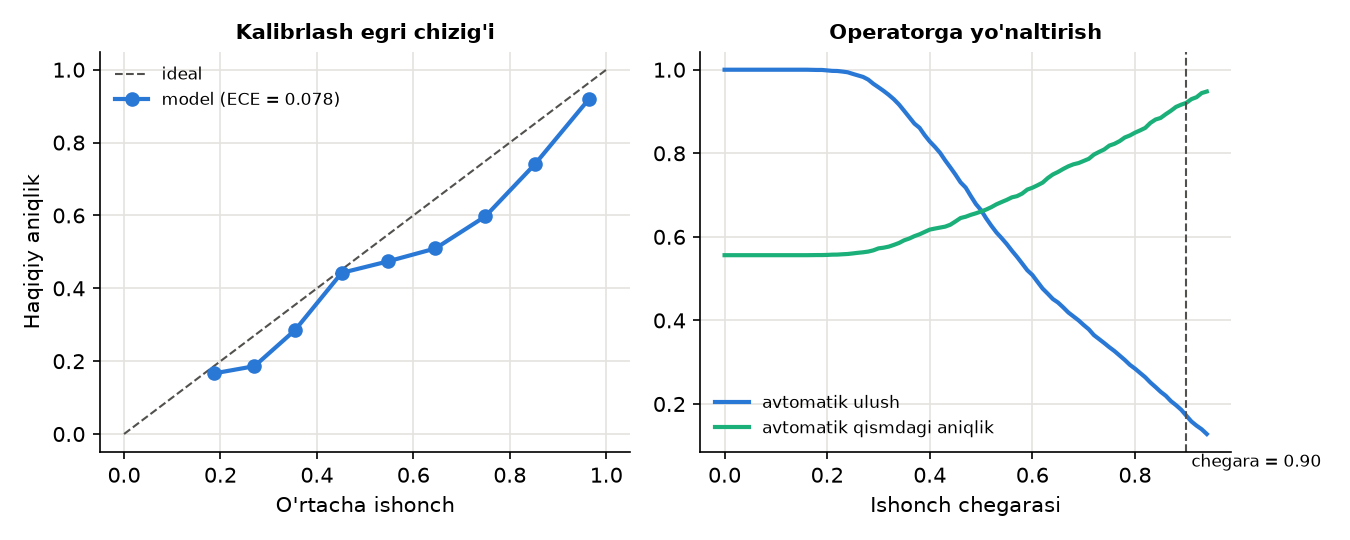 Kalibrlash egri chizig'i
ideal
model (ECE = 0.078)
1.0
0.8
0.6
0.4
0.2
0.0
Haqiqiy aniqlik
0.0 0.2 0.4 0.6 0.8 1.0
O'rtacha ishonch
Operatorga yo'naltirish
1.0
0.8
0.6
0.4
0.2
avtomatik ulush
avtomatik qismdagi aniqlik
chegara = 0.90
0.0 0.2 0.4 0.6 0.8
Ishonch chegarasi